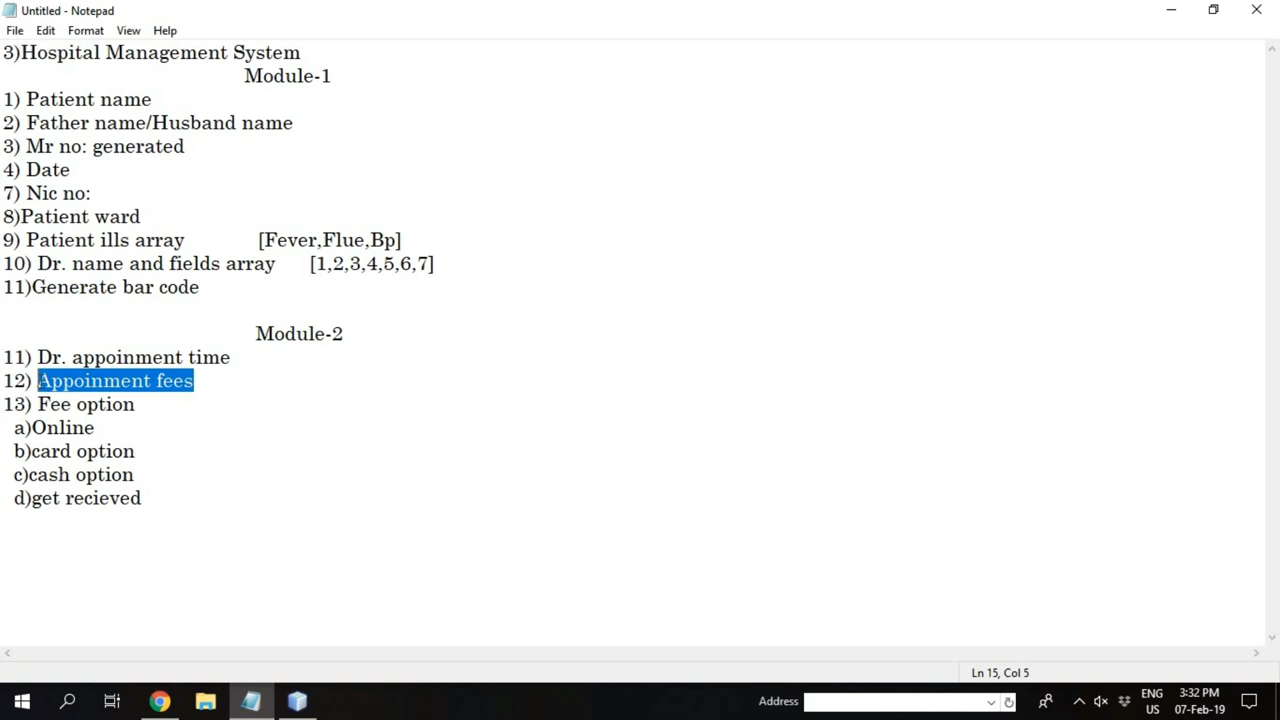 Untitled - Notepad
File Edit Format View Help
3)Hospital Management System
Module-1
1) Patient name
2) Father name/Husband name
3) Mr no: generated
4) Date
7) Nic no:
8)Patient ward
9) Patient ills array [Fever,Flue,Bp]
10) Dr. name and fields array [1,2,3,4,5,6,7]
11)Generate bar code
Module-2
11) Dr. appoinment time
12) Appoinment fees
13) Fee option
a)Online
b)card option
c)cash option
d)get recieved
Ln 15, Col 5
Address
ENG
US
3:32 PM
07-Feb-19